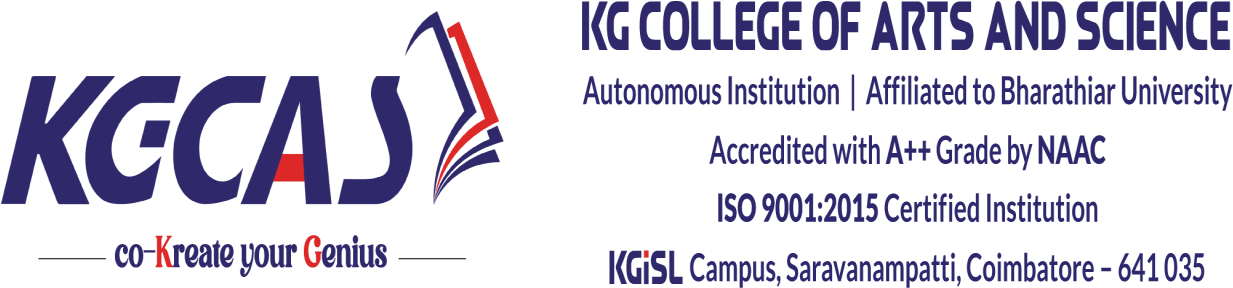 KGCAS
co-Kreate your Genius
KG COLLEGE OF ARTS AND SCIENCE
Autonomous Institution | Affiliated to Bharathiar University
Accredited with A++ Grade by NAAC
ISO 9001:2015 Certified Institution
KGiSL Campus, Saravanampatti, Coimbatore – 641 035